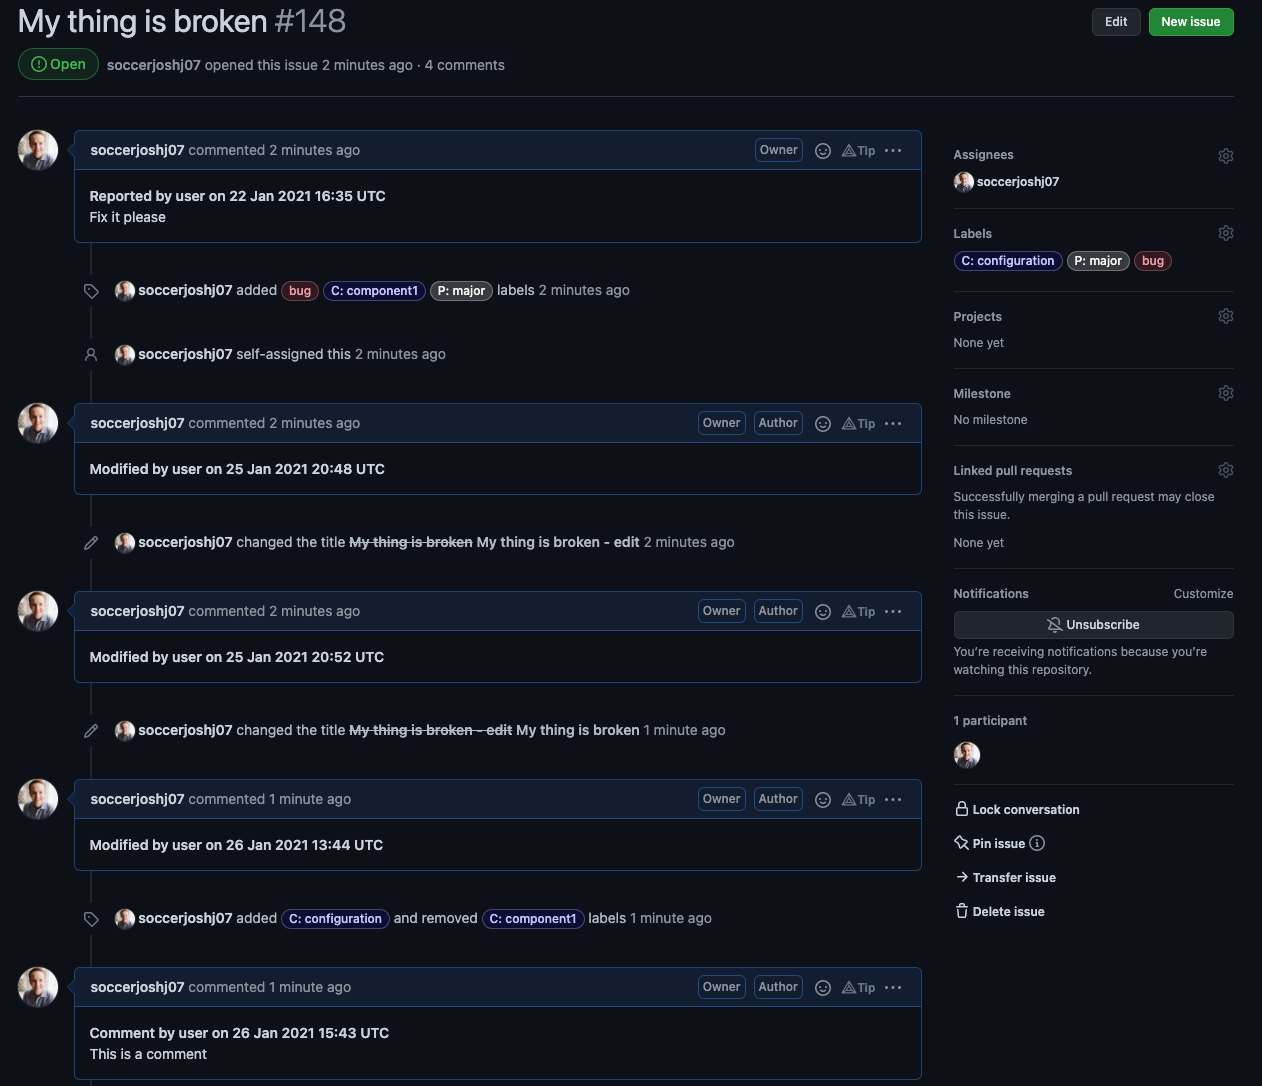 My thing is broken #148
Edit
New issue
Open
soccerjoshj07 opened this issue 2 minutes ago · 4 comments
soccerjoshj07 commented 2 minutes ago
Owner
Tip
Reported by user on 22 Jan 2021 16:35 UTC
Fix it please
soccerjoshj07 added bug C: component1 P: major labels 2 minutes ago
soccerjoshj07 self-assigned this 2 minutes ago
soccerjoshj07 commented 2 minutes ago
Owner
Author
Tip
Modified by user on 25 Jan 2021 20:48 UTC
soccerjoshj07 changed the title My thing is broken My thing is broken - edit 2 minutes ago
soccerjoshj07 commented 2 minutes ago
Owner
Author
Tip
Modified by user on 25 Jan 2021 20:52 UTC
soccerjoshj07 changed the title My thing is broken - edit My thing is broken 1 minute ago
soccerjoshj07 commented 1 minute ago
Owner
Author
Tip
Modified by user on 26 Jan 2021 13:44 UTC
soccerjoshj07 added C: configuration and removed C: component1 labels 1 minute ago
soccerjoshj07 commented 1 minute ago
Owner
Author
Tip
Comment by user on 26 Jan 2021 15:43 UTC
This is a comment
Assignees
soccerjoshj07
Labels
C: configuration P: major bug
Projects
None yet
Milestone
No milestone
Linked pull requests
Successfully merging a pull request may close
this issue.
None yet
Notifications
Customize
Unsubscribe
You're receiving notifications because you're
watching this repository.
1 participant
Lock conversation
Pin issue
Transfer issue
Delete issue